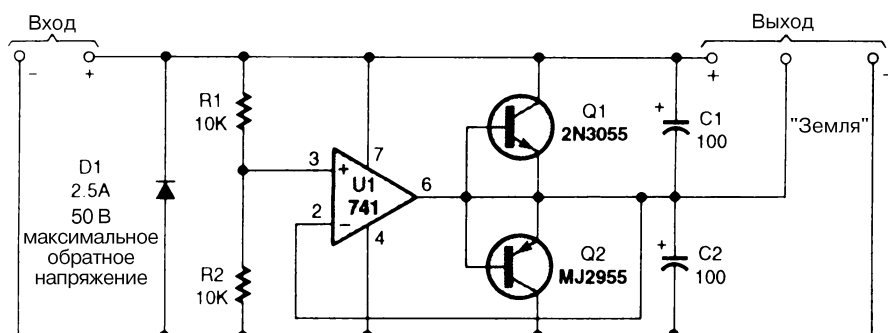 Вход
Выход
- +
+ -
R1
10K
D1
2.5A
50 В
максимальное
обратное
напряжение
R2
10K
3
2
+
-
U1
741
7
4
6
Q1
2N3055
Q2
MJ2955
+
C1
100
"Земля"
+
C2
100